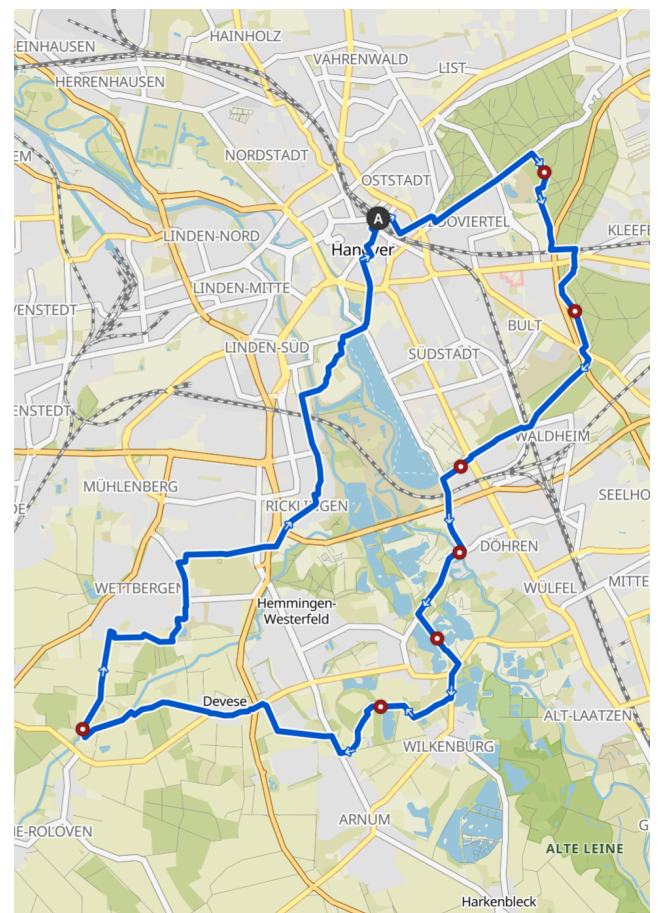 HAINHOLZ
LEINHAUSEN
VAHRENWALD
LIST
HERRENHAUSEN
NORDSTADT
OSTSTADT
A
ZOOVIERTEL
KLEEFE
LINDEN-NORD
Hannover
LINDEN-MITTE
VENSTEDT
BULT
LINDEN-SÜD
SÜDSTADT
ENSTEDT
WALDHEIM
MÜHLENBERG
SEELHO
RICKLINGEN
DÖHREN
WETTBERGEN
WÜLFEL
MITTE
Hemmingen-
Westerfeld
Devese
ALT-LAATZEN
WILKENBURG
ARNUM
NE-ROLOVEN
ALTE LEINE
Harkenbleck